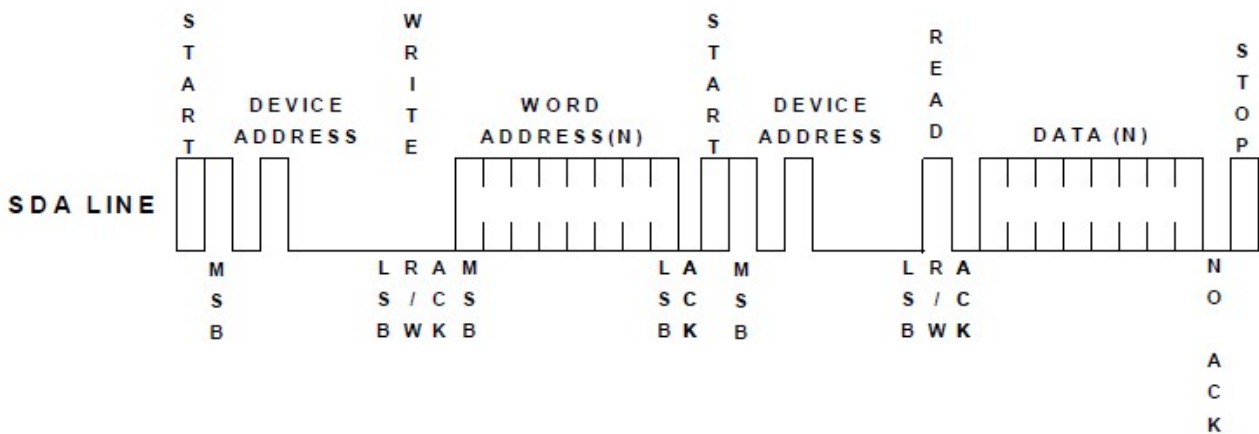 START
WRITE
START
READ
STOP
DEVICE
ADDRESS
WORD
ADDRESS(N)
DEVICE
ADDRESS
DATA (N)
SDA LINE
MSB
LSB
R/W
ACK
MSB
LSB
ACK
MSB
LSB
R/W
ACK
NO ACK